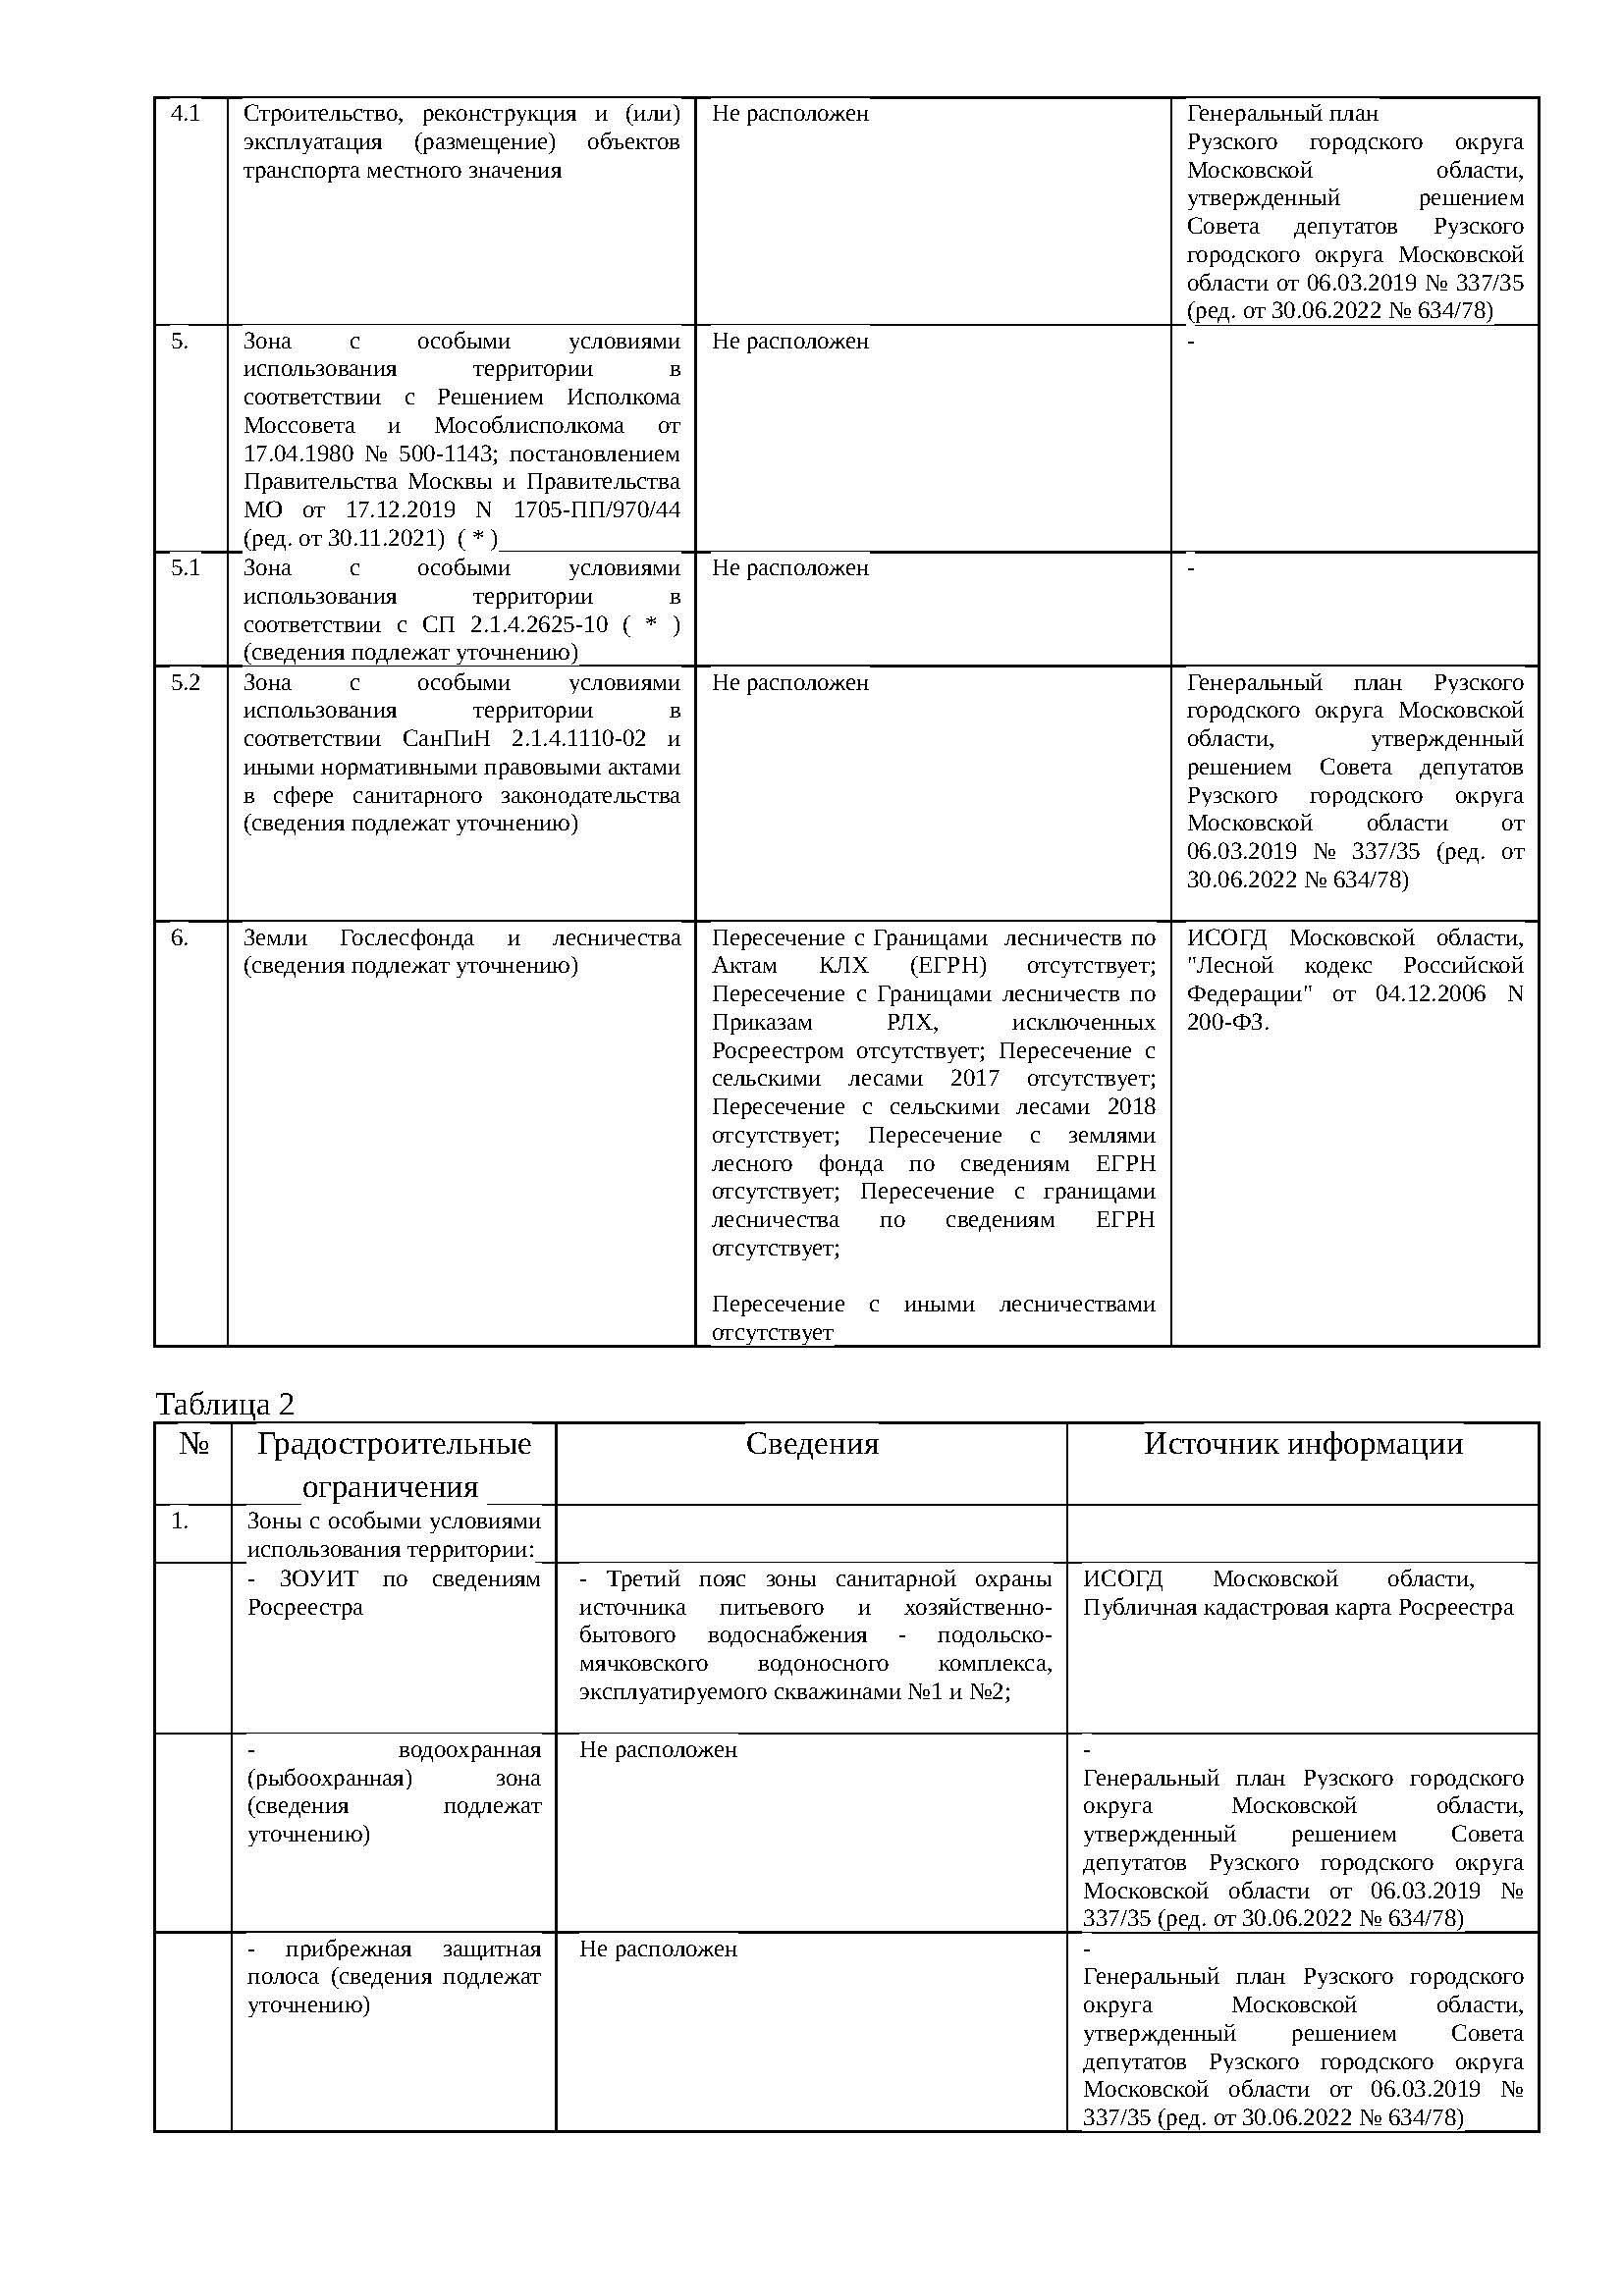 4.1
Строительство, реконструкция и (или)
эксплуатация (размещение) объектов
транспорта местного значения
Не расположен
Генеральный план
Рузского городского округа
Московской области,
утвержденный решением
Совета депутатов Рузского
городского округа Московской
области от 06.03.2019 № 337/35
(ред. от 30.06.2022 № 634/78)
5.
Зона с особыми условиями
использования территории в
соответствии с Решением Исполкома
Моссовета и Мособлисполкома от
17.04.1980 № 500-1143; постановлением
Правительства Москвы и Правительства
МО от 17.12.2019 N 1705-ПП/970/44
(ред. от 30.11.2021) ( * )
Не расположен
-
5.1
Зона с особыми условиями
использования территории в
соответствии с СП 2.1.4.2625-10 ( * )
(сведения подлежат уточнению)
Не расположен
-
5.2
Зона с особыми условиями
использования территории в
соответствии СанПиН 2.1.4.1110-02 и
иными нормативными правовыми актами
в сфере санитарного законодательства
(сведения подлежат уточнению)
Не расположен
Генеральный план Рузского
городского округа Московской
области, утвержденный
решением Совета депутатов
Рузского городского округа
Московской области от
06.03.2019 № 337/35 (ред. от
30.06.2022 № 634/78)
6.
Земли Гослесфонда и лесничества
(сведения подлежат уточнению)
Пересечение с Границами лесничеств по
Актам КЛХ (ЕГРН) отсутствует;
Пересечение с Границами лесничеств по
Приказам РЛХ, исключенных
Росреестром отсутствует; Пересечение с
сельскими лесами 2017 отсутствует;
Пересечение с сельскими лесами 2018
отсутствует; Пересечение с землями
лесного фонда по сведениям ЕГРН
отсутствует; Пересечение с границами
лесничества по сведениям ЕГРН
отсутствует;
Пересечение с иными лесничествами
отсутствует
ИСОГД Московской области,
"Лесной кодекс Российской
Федерации" от 04.12.2006 N
200-ФЗ.
Таблица 2
№
Градостроительные
ограничения
Сведения
Источник информации
1.
Зоны с особыми условиями
использования территории:
- ЗОУИТ по сведениям
Росреестра
- Третий пояс зоны санитарной охраны
источника питьевого и хозяйственно-
бытового водоснабжения - подольско-
мячковского водоносного комплекса,
эксплуатируемого скважинами №1 и №2;
ИСОГД Московской области,
Публичная кадастровая карта Росреестра
- водоохранная
(рыбоохранная) зона
(сведения подлежат
уточнению)
Не расположен
-
Генеральный план Рузского городского
округа Московской области,
утвержденный решением Совета
депутатов Рузского городского округа
Московской области от 06.03.2019 №
337/35 (ред. от 30.06.2022 № 634/78)
- прибрежная защитная
полоса (сведения подлежат
уточнению)
Не расположен
-
Генеральный план Рузского городского
округа Московской области,
утвержденный решением Совета
депутатов Рузского городского округа
Московской области от 06.03.2019 №
337/35 (ред. от 30.06.2022 № 634/78)